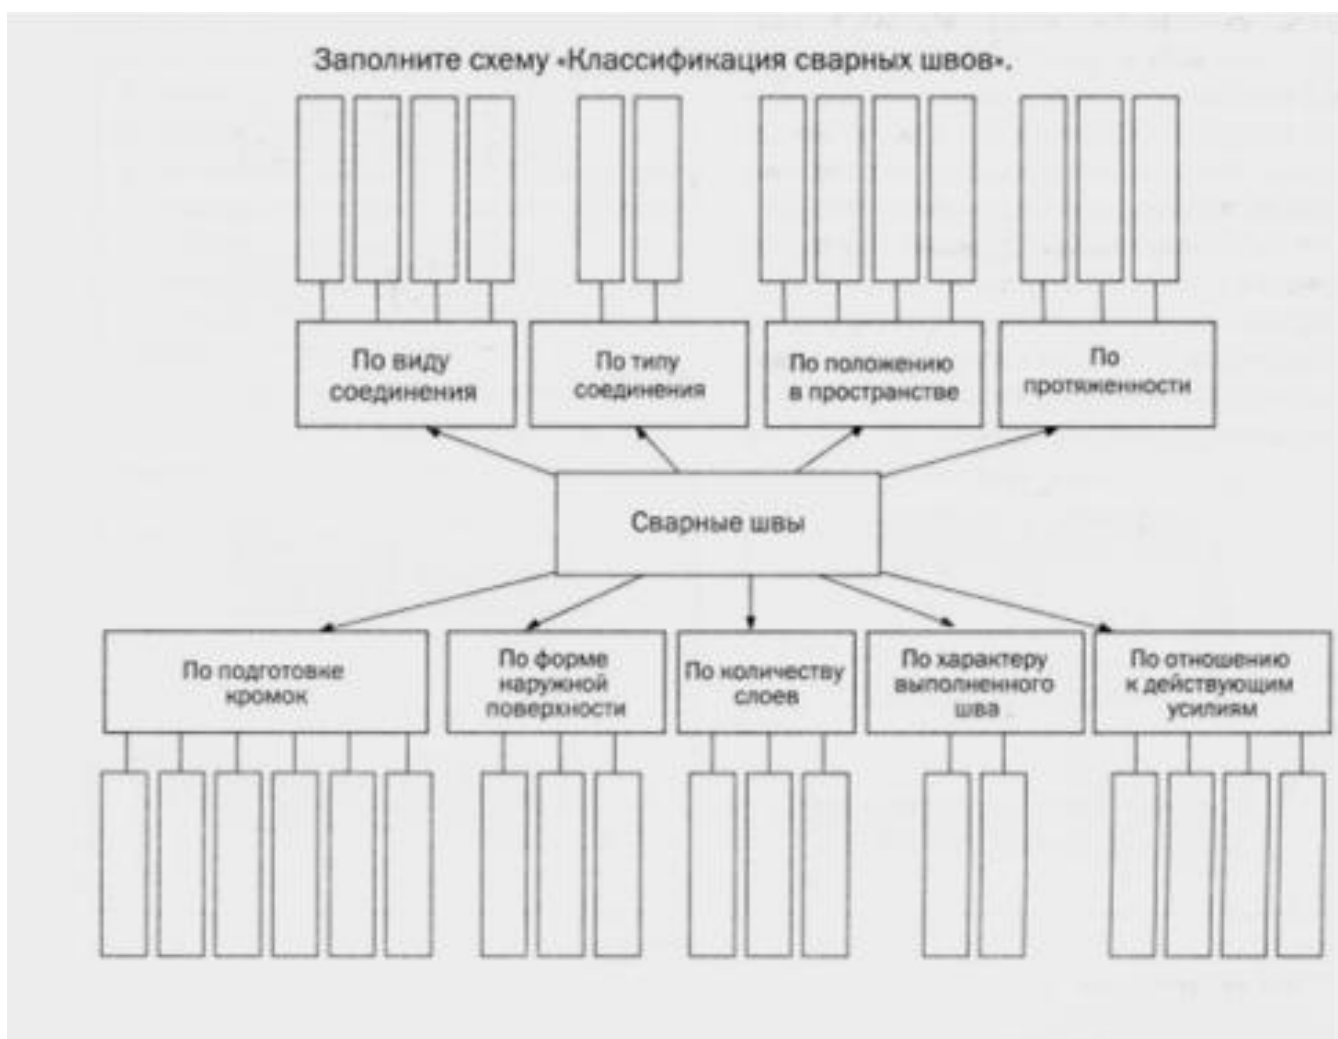 Заполните схему «Классификация сварных швов».
По виду
соединения
По типу
соединения
По положению
в пространстве
По
протяженности
Сварные швы
По подготовке
кромок
По форме
наружной
поверхности
По количеству
слоев
По характеру
выполненного
шва
По отношению
к действующим
усилиям